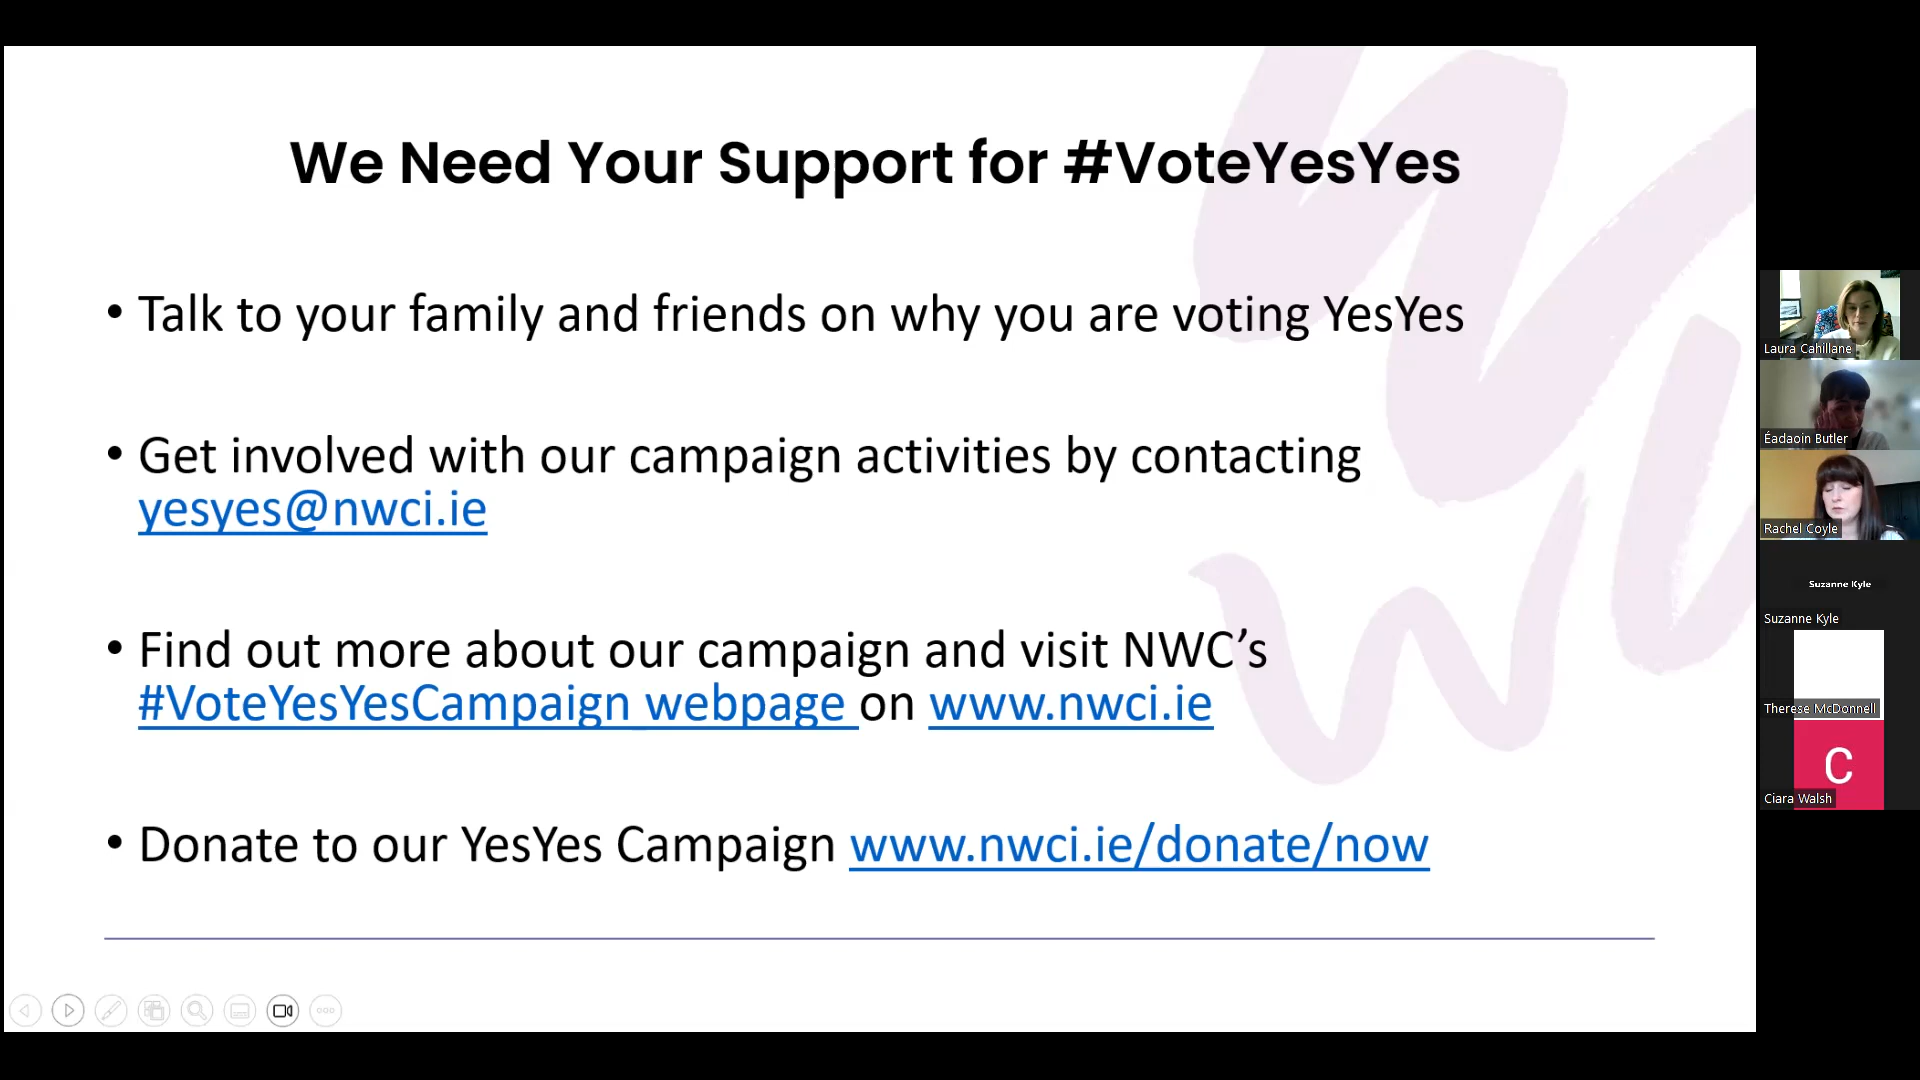 We Need Your Support for #VoteYesYes
• Talk to your family and friends on why you are voting YesYes
• Get involved with our campaign activities by contacting
yesyes@nwci.ie
• Find out more about our campaign and visit NWC’s
#VoteYesYesCampaign webpage on www.nwci.ie
• Donate to our YesYes Campaign www.nwci.ie/donate/now
Laura Cahillane
Éadaoin Butler
Rachel Coyle
Suzanne Kyle
Suzanne Kyle
Therese McDonnell
C
Ciara Walsh